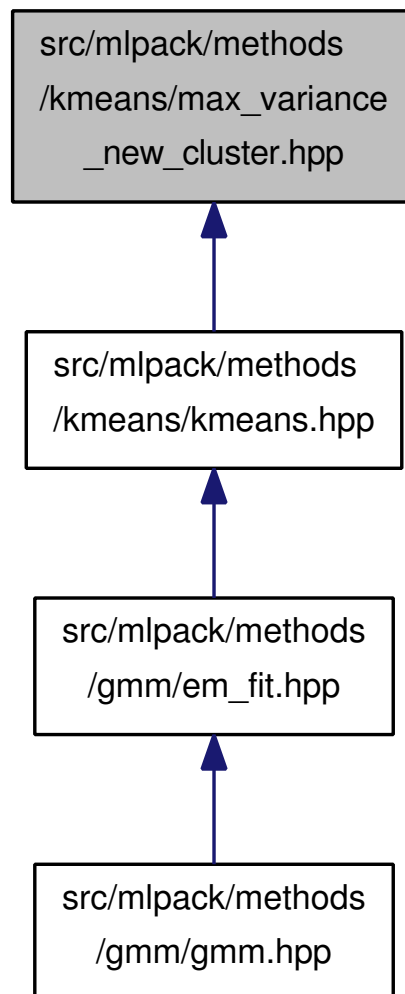 src/mlpack/methods
/kmeans/max_variance
_new_cluster.hpp
src/mlpack/methods
/kmeans/kmeans.hpp
src/mlpack/methods
/gmm/em_fit.hpp
src/mlpack/methods
/gmm/gmm.hpp